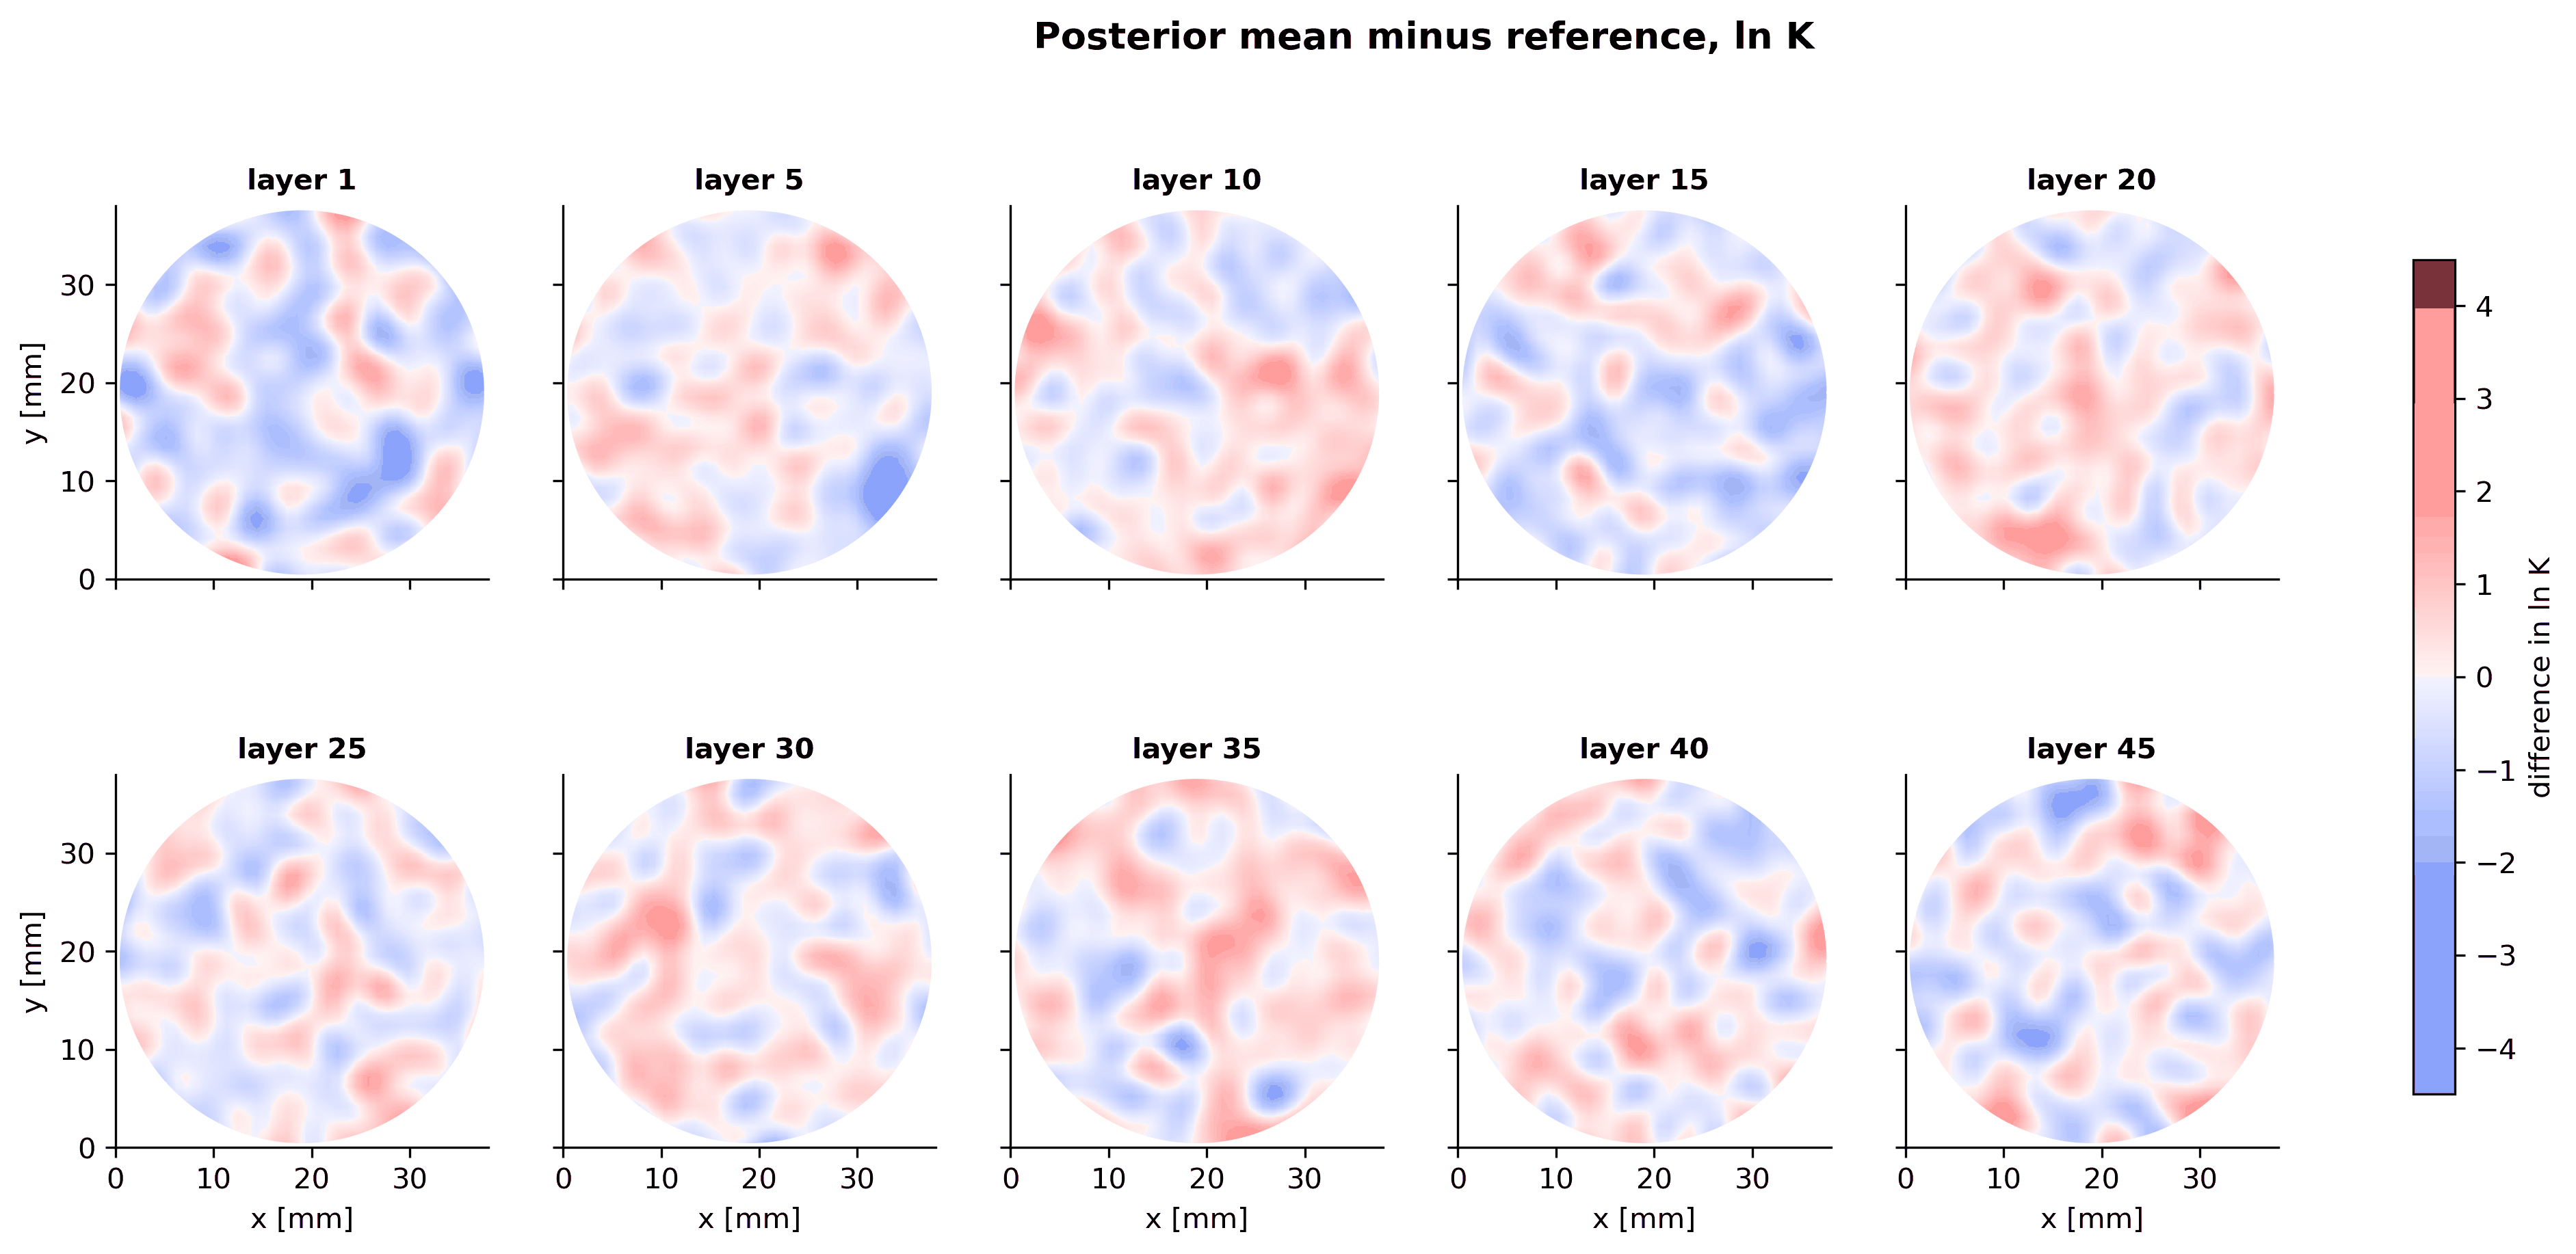 Posterior mean minus reference, ln K
layer 1
layer 5
layer 10
layer 15
layer 20
y [mm]
30
20
10
0
4
3
2
1
0
−1
−2
−3
−4
difference in ln K
layer 25
layer 30
layer 35
layer 40
layer 45
y [mm]
30
20
10
0
0 10 20 30
0 10 20 30
0 10 20 30
0 10 20 30
0 10 20 30
x [mm]
x [mm]
x [mm]
x [mm]
x [mm]